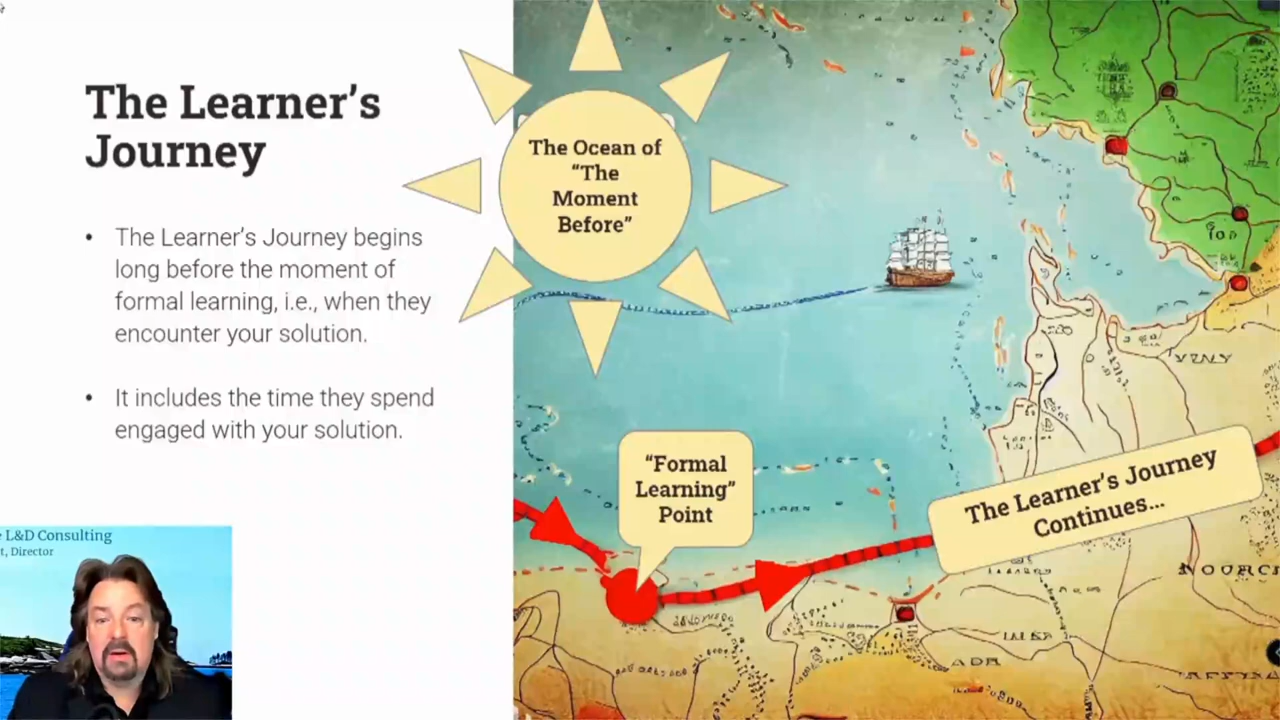 The Learner's
Journey
• The Learner's Journey begins
long before the moment of
formal learning, i.e., when they
encounter your solution.
• It includes the time they spend
engaged with your solution.
The Ocean of
“The
Moment
Before”
“Formal
Learning”
Point
The Learner's Journey
Continues...
L&D Consulting
t, Director
VZNY
ADR